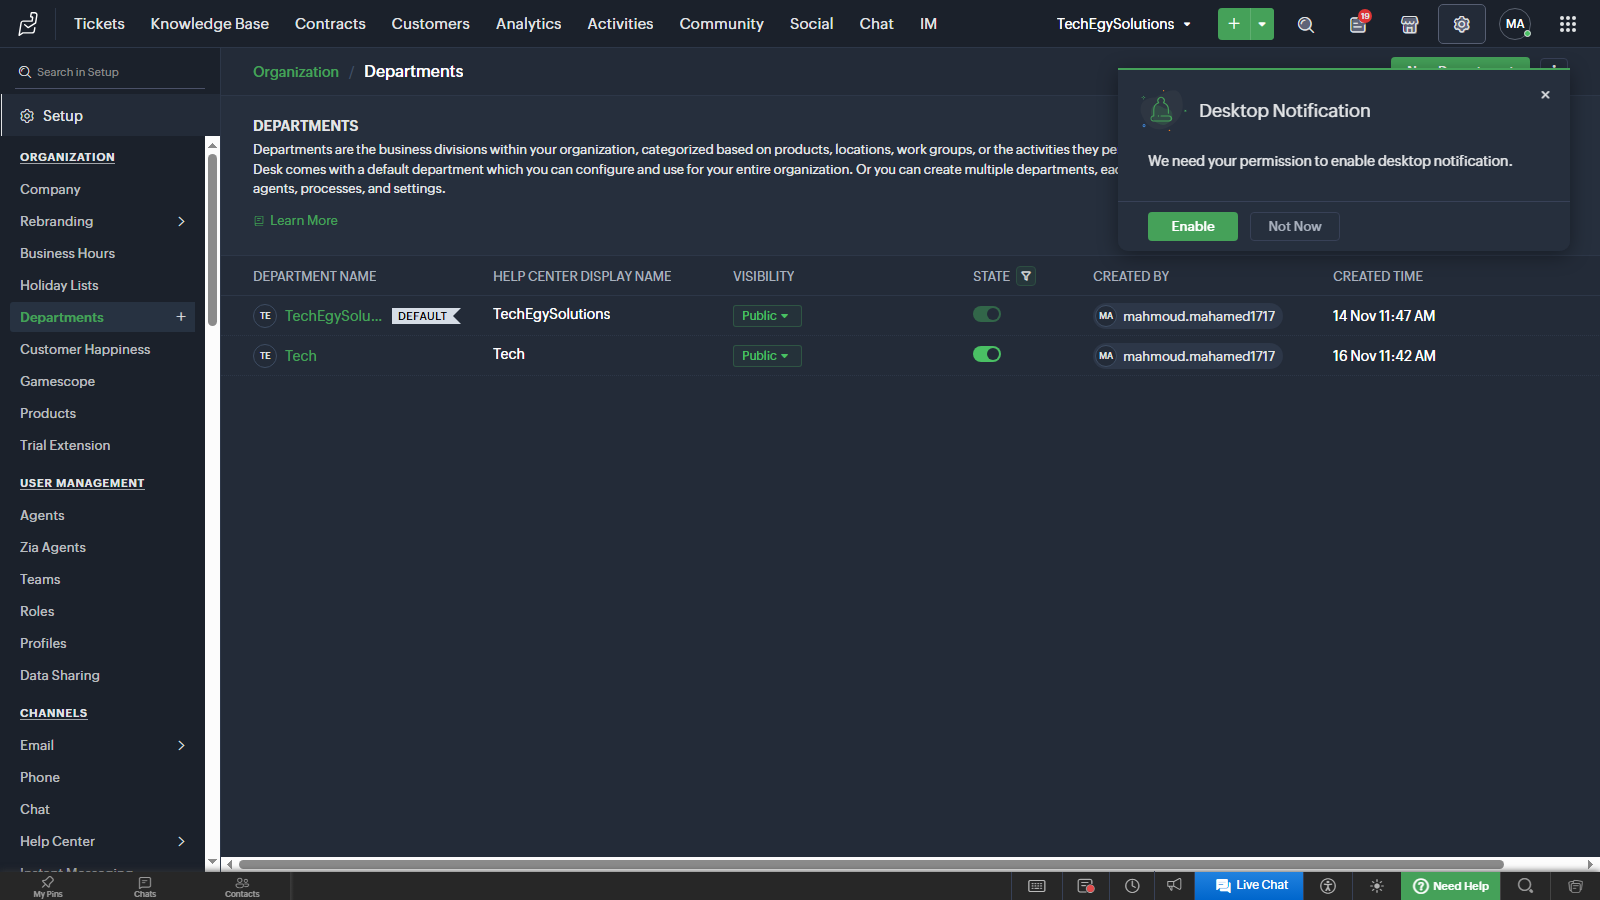 Tickets
Knowledge Base
Contracts
Customers
Analytics
Activities
Community
Social
Chat
IM
TechEgySolutions
19
MA
Search in Setup
Setup
ORGANIZATION
Company
Rebranding
Business Hours
Holiday Lists
Departments
Customer Happiness
Gamescope
Products
Trial Extension
USER MANAGEMENT
Agents
Zia Agents
Teams
Roles
Profiles
Data Sharing
CHANNELS
Email
Phone
Chat
Help Center
Organization / Departments
DEPARTMENTS
Departments are the business divisions within your organization, categorized based on products, locations, work groups, or the activities they pe
Desk comes with a default department which you can configure and use for your entire organization. Or you can create multiple departments, eac
agents, processes, and settings.
Learn More
Desktop Notification
We need your permission to enable desktop notification.
Enable
Not Now
DEPARTMENT NAME
HELP CENTER DISPLAY NAME
VISIBILITY
STATE
CREATED BY
CREATED TIME
TE
TechEgySolu...
DEFAULT
TechEgySolutions
Public
MA
mahmoud.mahamed1717
14 Nov 11:47 AM
TE
Tech
Tech
Public
MA
mahmoud.mahamed1717
16 Nov 11:42 AM
My Pins
Chats
Contacts
Live Chat
Need Help